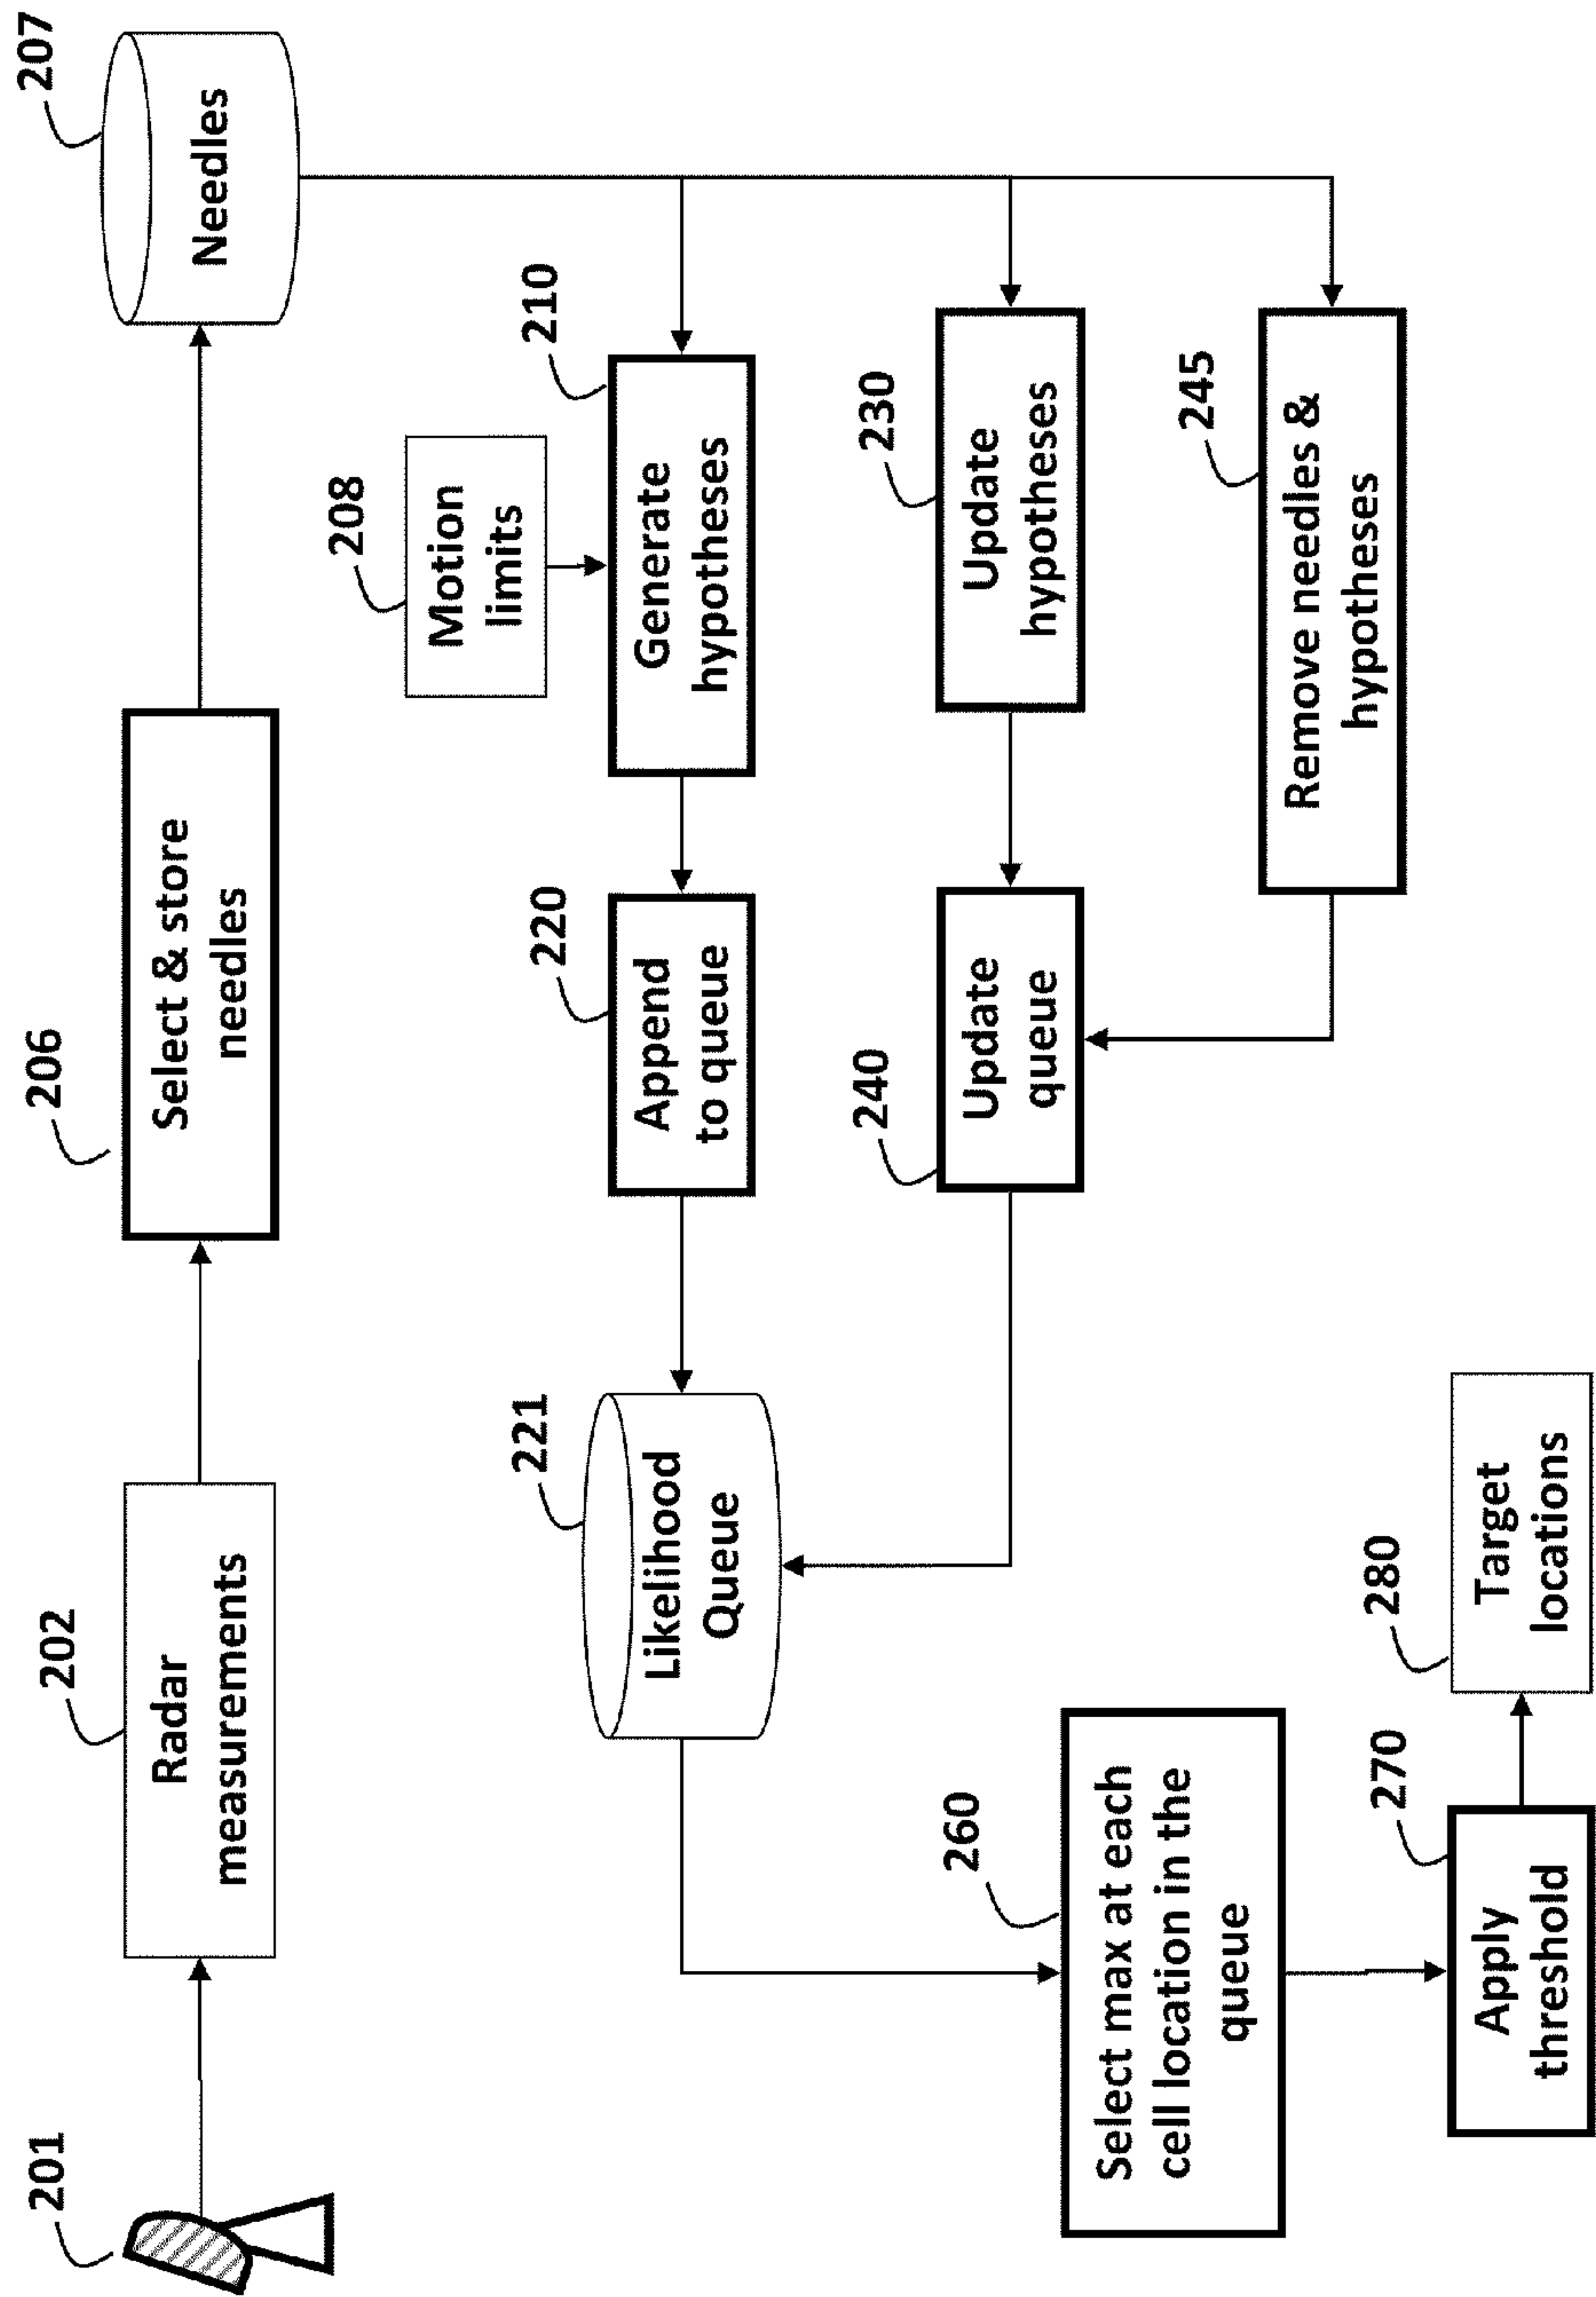 201
202
Radar
measurements
206
Select & store
needles
207
Needles
208
Motion
limits
210
Generate
hypotheses
220
Append
to queue
221
Likelihood
Queue
230
Update
hypotheses
240
Update
queue
245
Remove needles &
hypotheses
260
Select max at each
cell location in the
queue
270
Apply
threshold
280
Target
locations